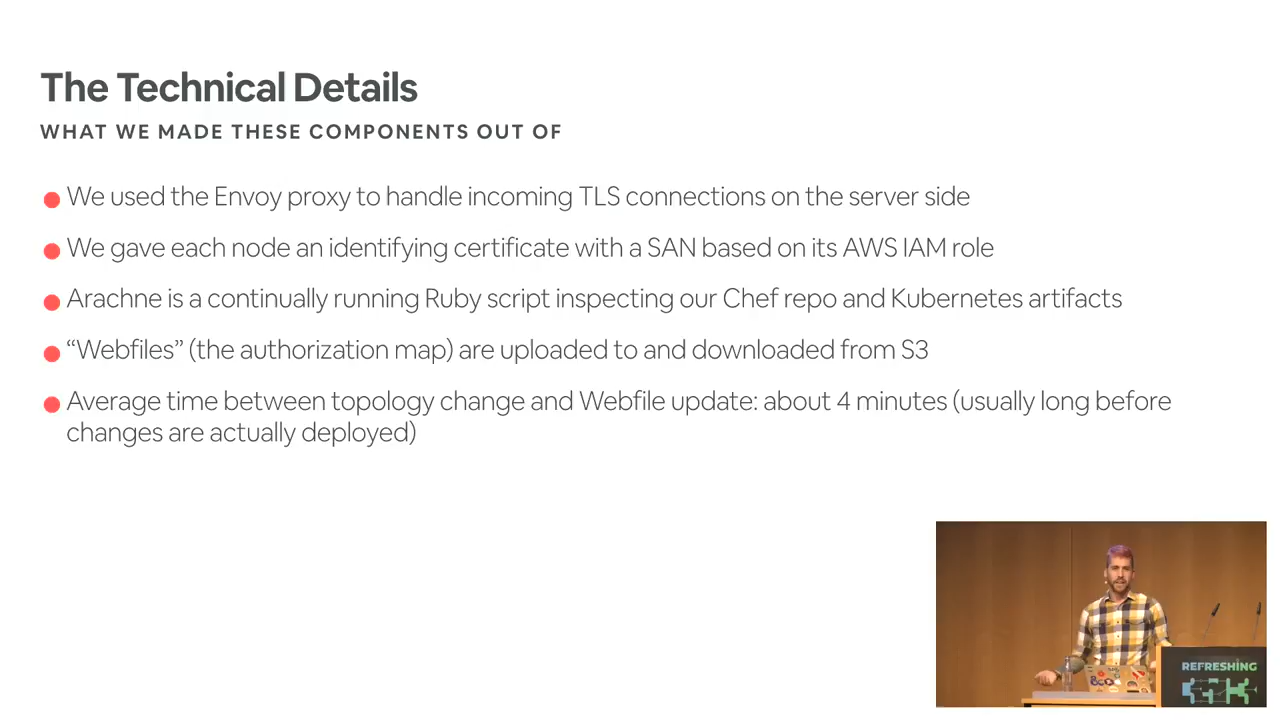 The Technical Details
WHAT WE MADE THESE COMPONENTS OUT OF
We used the Envoy proxy to handle incoming TLS connections on the server side
We gave each node an identifying certificate with a SAN based on its AWS IAM role
Arachne is a continually running Ruby script inspecting our Chef repo and Kubernetes artifacts
“Webfiles” (the authorization map) are uploaded to and downloaded from S3
Average time between topology change and Webfile update: about 4 minutes (usually long before
changes are actually deployed)
REFRESHING